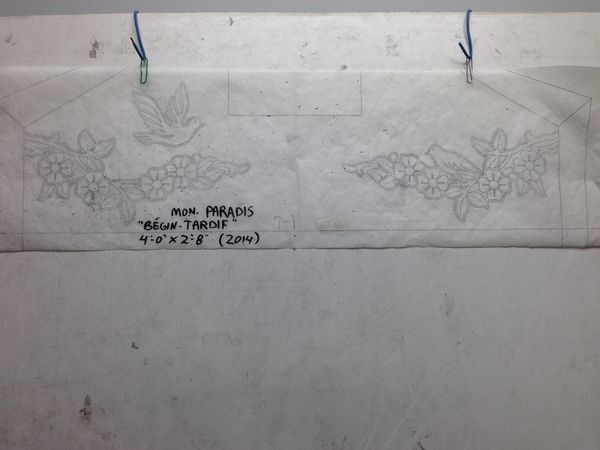 MON. PARADIS
"BÉGIN-TARDIF"
4'-0" X 2'-8" (2014)